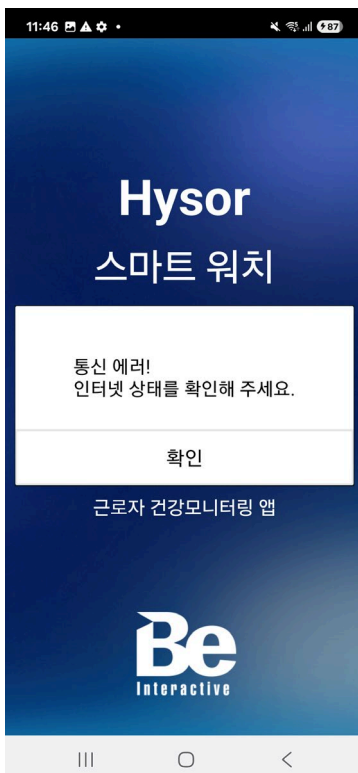 11:46
87
Hysor
스마트 워치
통신 에러!
인터넷 상태를 확인해 주세요.
확인
근로자 건강모니터링 앱
Be
Interactive